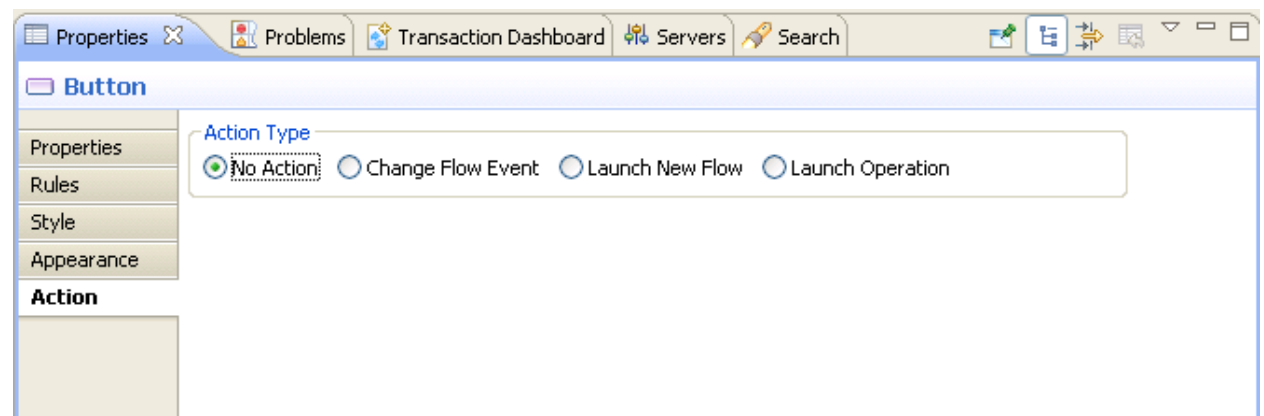 Properties Problems Transaction Dashboard Servers Search
Button
Properties
Rules
Style
Appearance
Action
Action Type
No Action Change Flow Event Launch New Flow Launch Operation